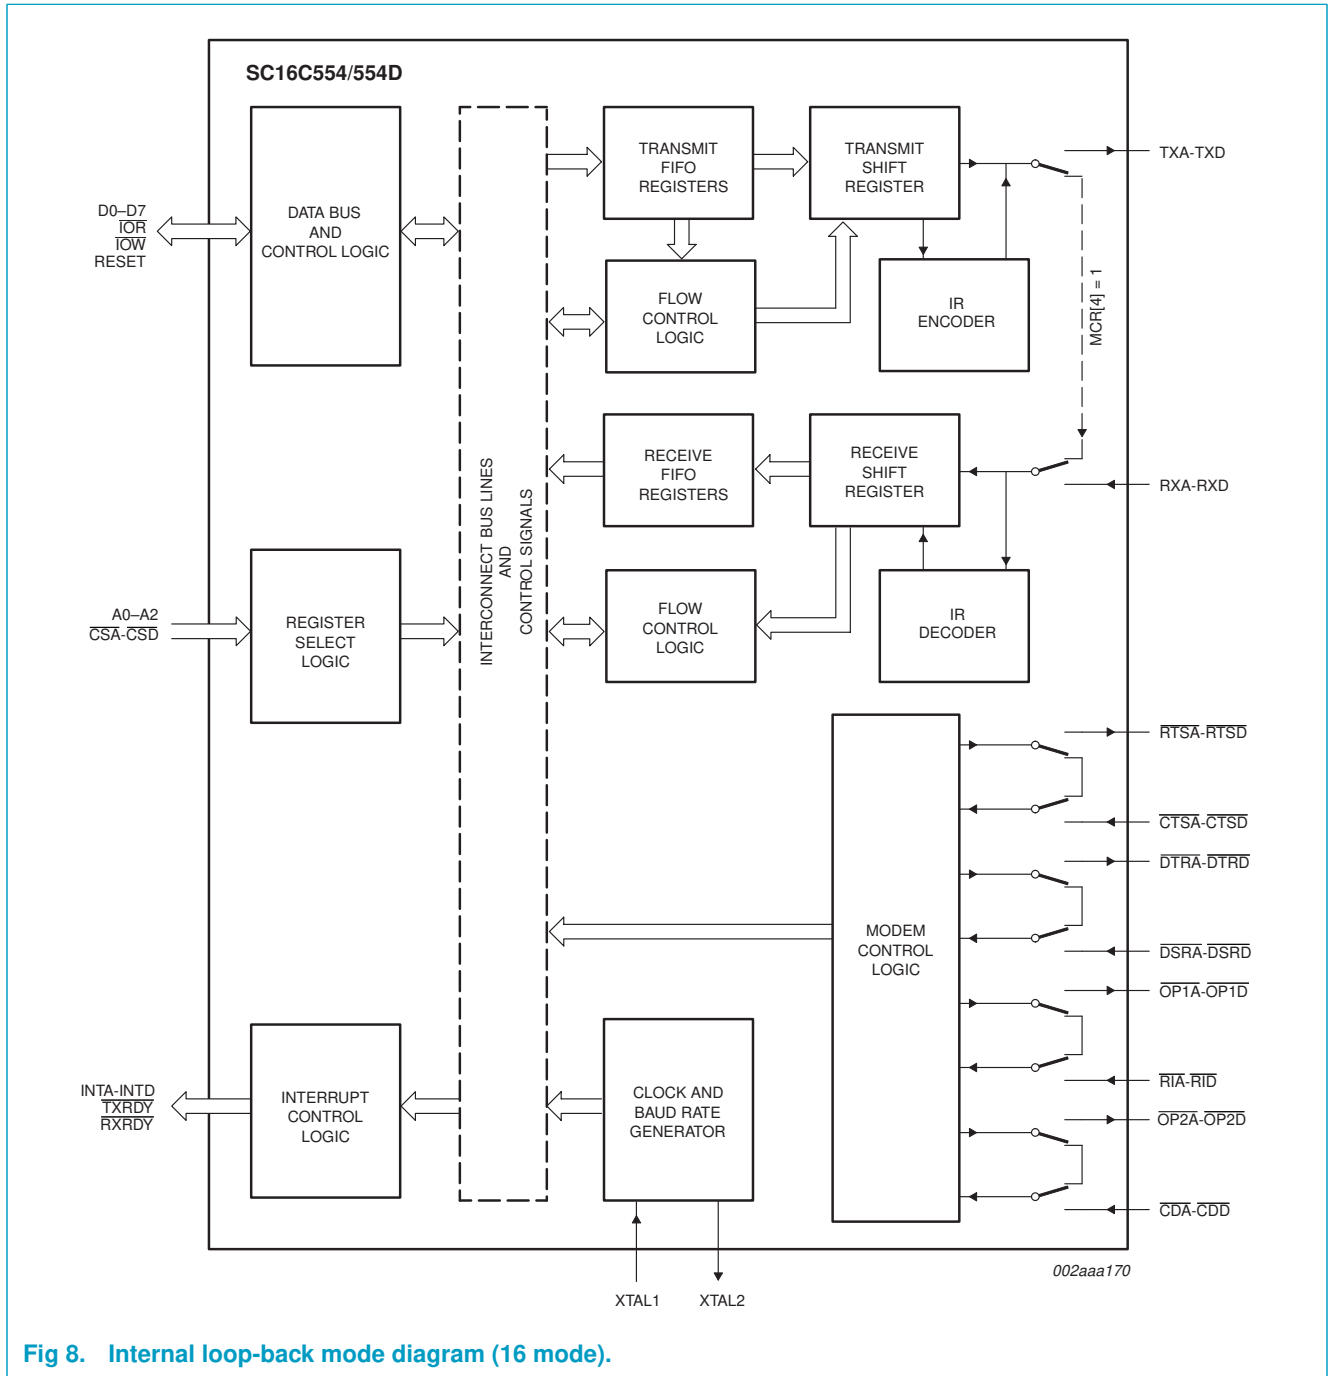 SC16C554/554D
D0–D7
IOR
IOW
RESET
DATA BUS
AND
CONTROL LOGIC
TRANSMIT
FIFO
REGISTERS
TRANSMIT
SHIFT
REGISTER
TXA-TXD
FLOW
CONTROL
LOGIC
IR
ENCODER
MCR[4] = 1
RECEIVE
FIFO
REGISTERS
RECEIVE
SHIFT
REGISTER
RXA-RXD
INTERCONNECT BUS LINES
AND
CONTROL SIGNALS
A0–A2
CSA-CSD
REGISTER
SELECT
LOGIC
FLOW
CONTROL
LOGIC
IR
DECODER
RTSA-RTSD
CTSA-CTSD
DTRA-DTRD
MODEM
CONTROL
LOGIC
DSRA-DSRD
OP1A-OP1D
RIA-RID
OP2A-OP2D
CDA-CDD
INTA-INTD
TXRDY
RXRDY
INTERRUPT
CONTROL
LOGIC
CLOCK AND
BAUD RATE
GENERATOR
XTAL1
XTAL2
002aaa170
Fig 8. Internal loop-back mode diagram (16 mode).